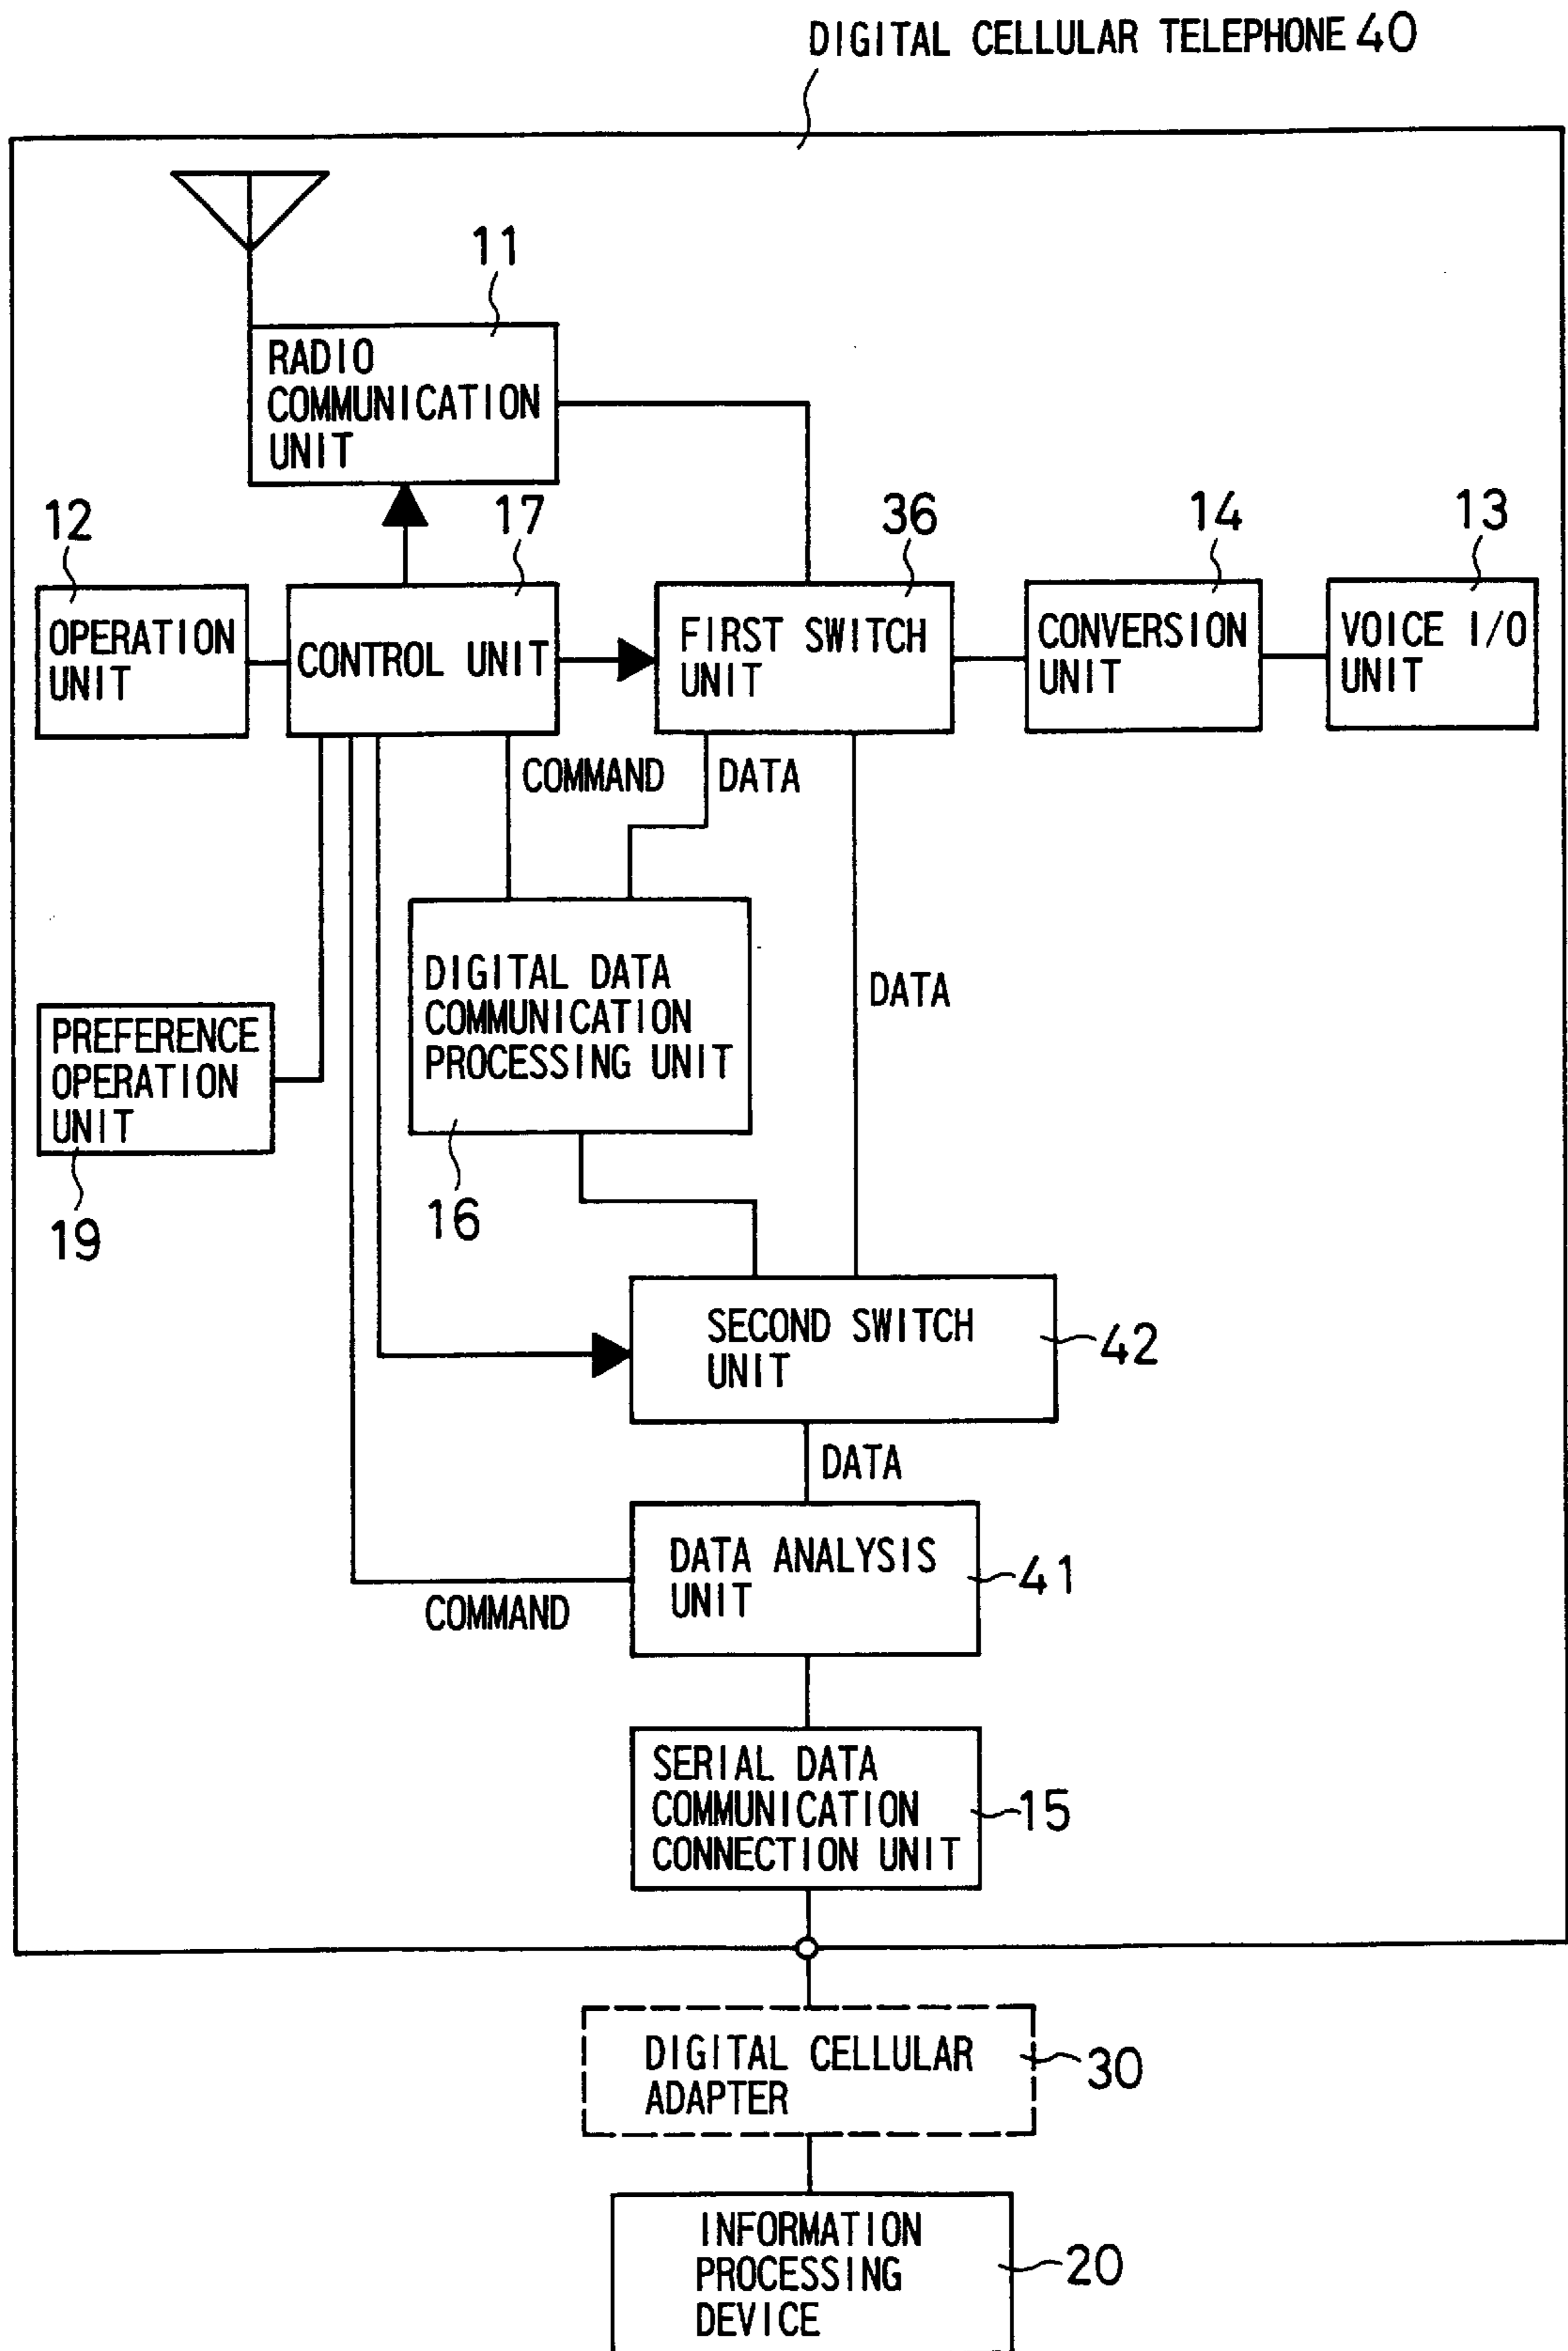 DIGITAL CELLULAR TELEPHONE 40
11
RADIO
COMMUNICATION
UNIT
12
17
36
14
13
OPERATION
UNIT
CONTROL UNIT
FIRST SWITCH
UNIT
CONVERSION
UNIT
VOICE I/O
UNIT
COMMAND
DATA
DIGITAL DATA
COMMUNICATION
PROCESSING UNIT
DATA
PREFERENCE
OPERATION
UNIT
16
19
SECOND SWITCH
UNIT
42
DATA
DATA ANALYSIS
UNIT
41
COMMAND
SERIAL DATA
COMMUNICATION
CONNECTION UNIT
15
DIGITAL CELLULAR
ADAPTER
30
INFORMATION
PROCESSING
DEVICE
20